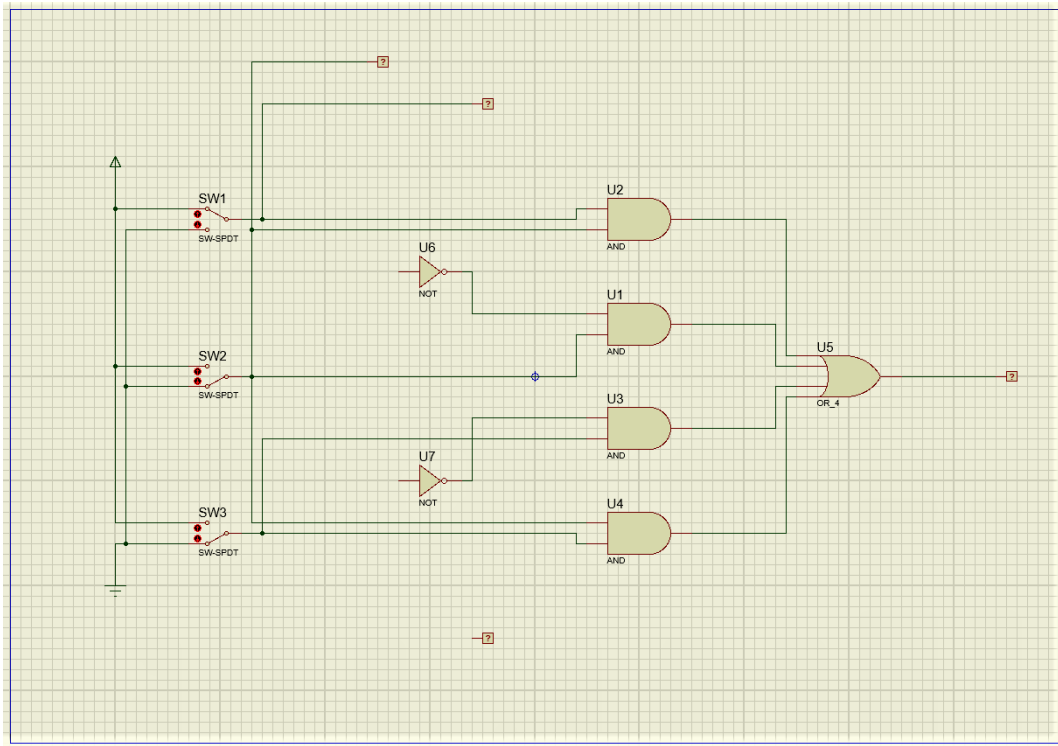 ?
?
SW1
SW-SPDT
U2
AND
U6
NOT
U1
AND
SW2
SW-SPDT
U5
OR_4
?
U3
AND
U7
NOT
U4
AND
SW3
SW-SPDT
?